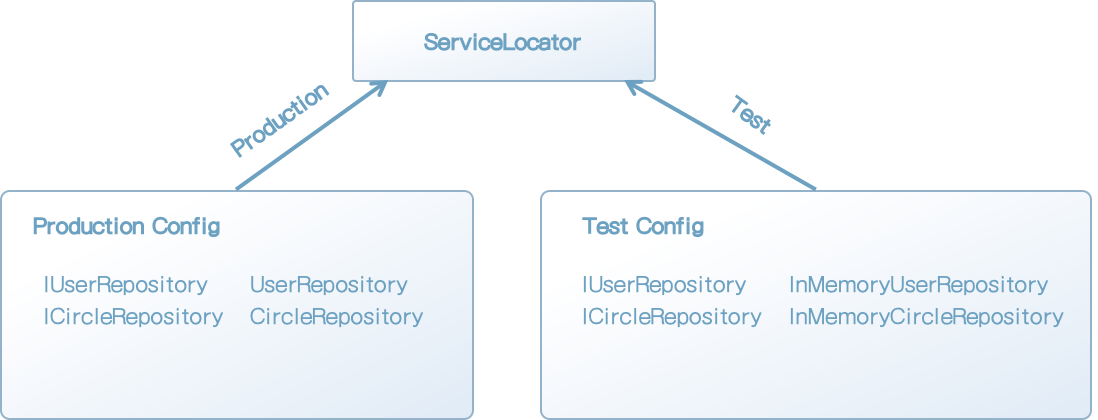 ServiceLocator
Production
Test
Production Config
IUserRepository UserRepository
ICircleRepository CircleRepository
Test Config
IUserRepository InMemoryUserRepository
ICircleRepository InMemoryCircleRepository